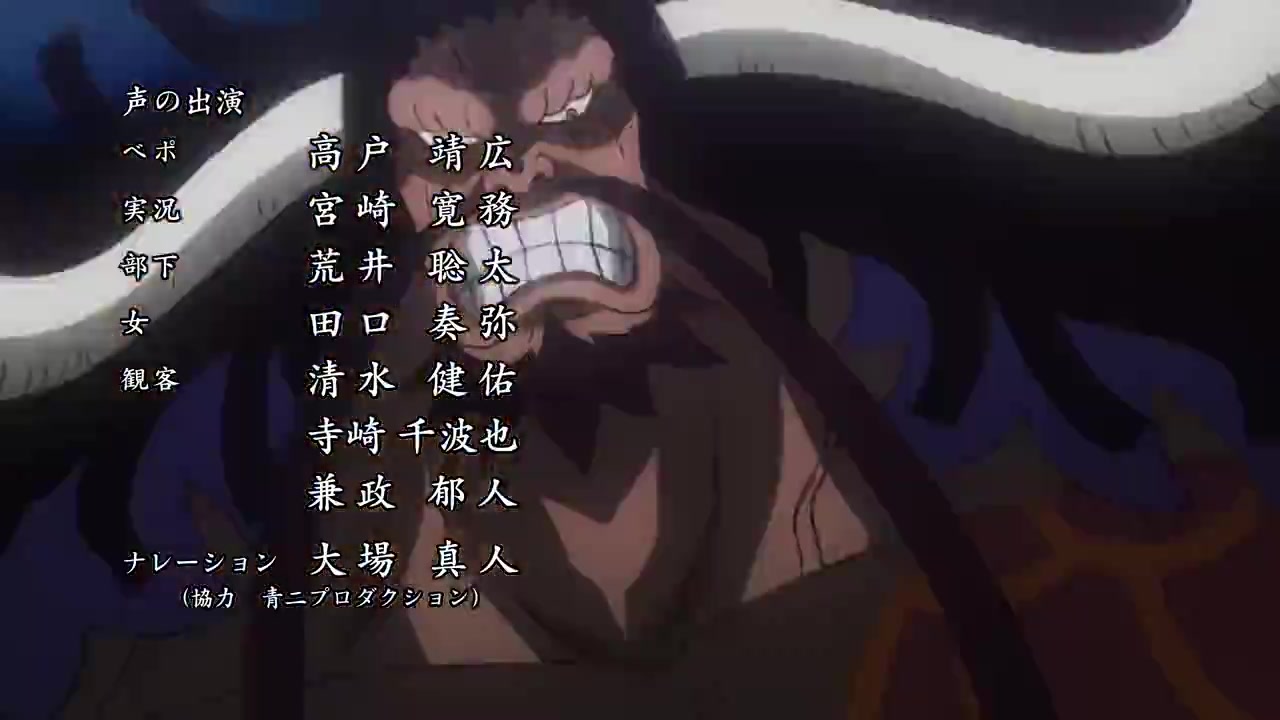 声の出演
ベポ 高戸 靖広
実況 宮崎 寛務
部下 荒井 聡太
女 田口 奏弥
観客 清水 健佑
寺崎 千波也
兼政 郁人
ナレーション 大場 真人
(協力 青二プロダクション)